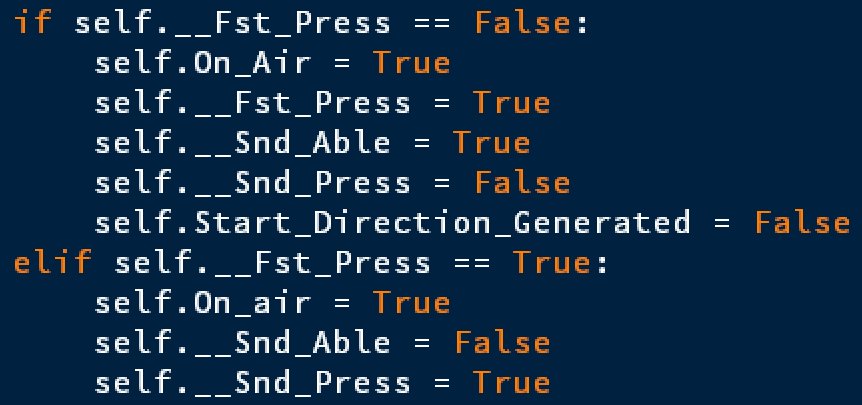 if self.__Fst_Press == False:
    self.On_Air = True
    self.__Fst_Press = True
    self.__Snd_Able = True
    self.__Snd_Press = False
    self.Start_Direction_Generated = False
elif self.__Fst_Press == True:
    self.On_air = True
    self.__Snd_Able = False
    self.__Snd_Press = True